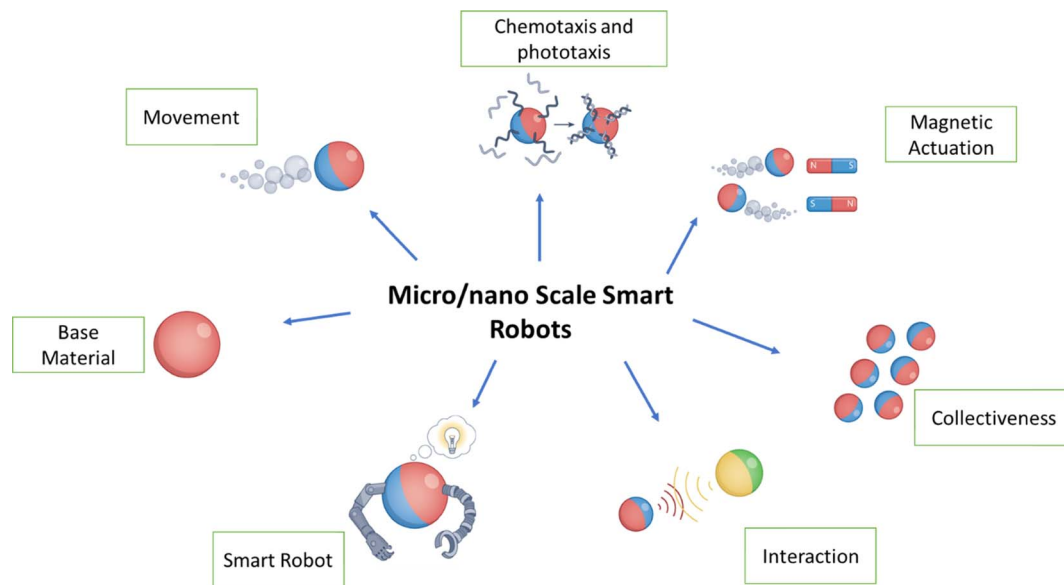 Chemotaxis and
phototaxis
Movement
Magnetic
Actuation
N S
S N
Micro/nano Scale Smart
Robots
Base
Material
Collectiveness
Smart Robot
Interaction